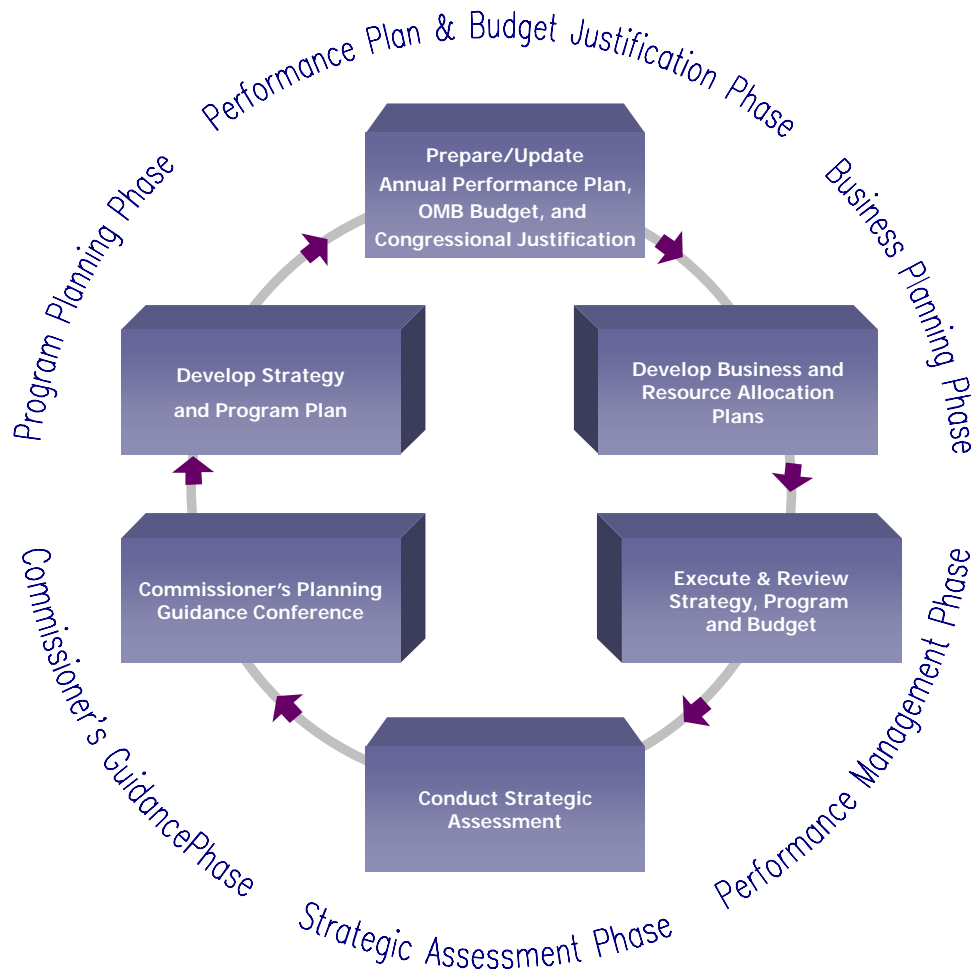 Performance Plan & Budget Justification Phase
Prepare/Update
Annual Performance Plan,
OMB Budget, and
Congressional Justification
Business Planning Phase
Develop Business and
Resource Allocation
Plans
Performance Management Phase
Execute & Review
Strategy, Program
and Budget
Strategic Assessment Phase
Conduct Strategic
Assessment
Commissioner's GuidancePhase
Commissioner's Planning
Guidance Conference
Program Planning Phase
Develop Strategy
and Program Plan